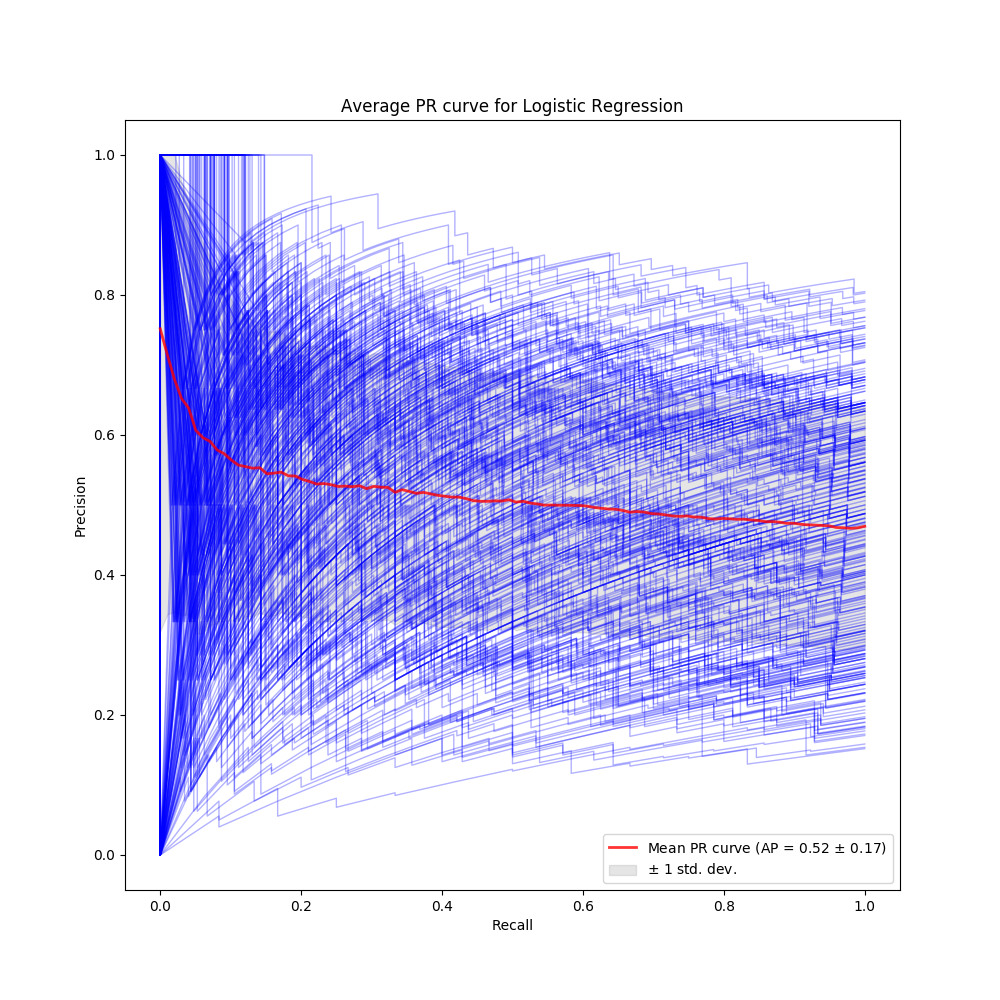 Average PR curve for Logistic Regression
1.0
0.8
0.6
0.4
0.2
0.0
Precision
0.0 0.2 0.4 0.6 0.8 1.0
Recall
Mean PR curve (AP = 0.52 ± 0.17)
± 1 std. dev.